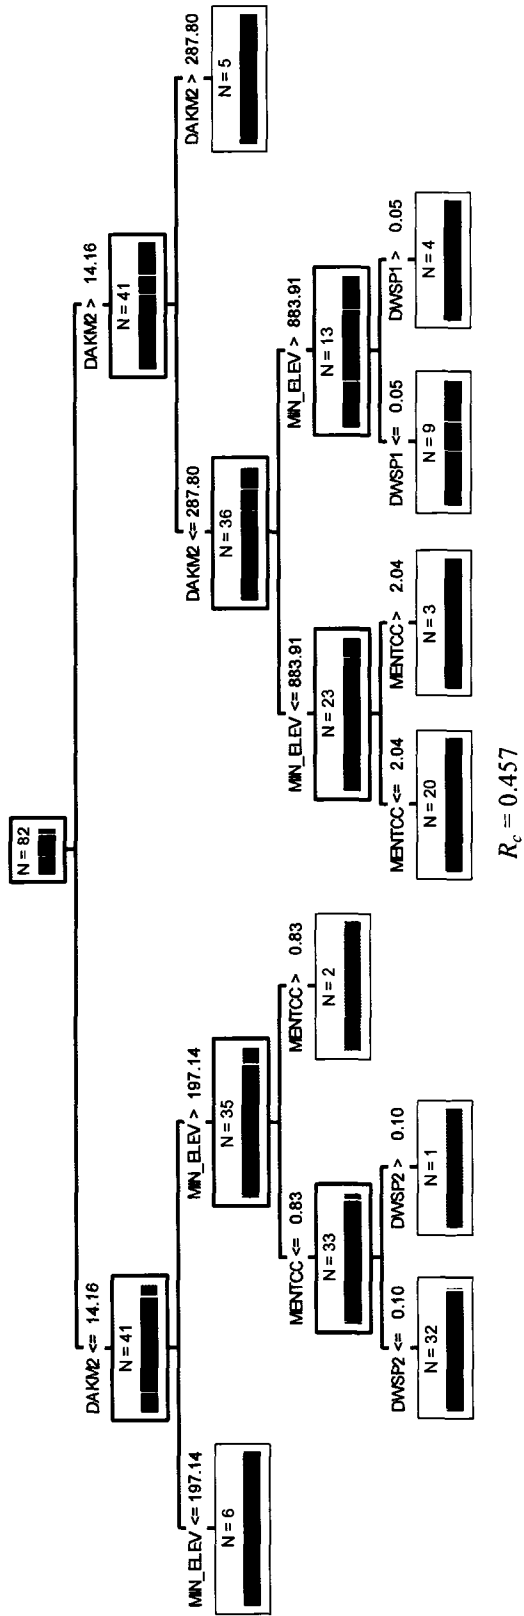 N = 82
DAKM2 <= 14.16
DAKM2 > 14.16
N = 41
N = 41
MIN_ELEV <= 197.14
MIN_ELEV > 197.14
DAKM2 <= 287.80
DAKM2 > 287.80
N = 6
N = 35
N = 36
N = 5
MENTCC <= 0.83
MENTCC > 0.83
MIN_ELEV <= 883.91
MIN_ELEV > 883.91
N = 33
N = 2
N = 23
N = 13
DWSP2 <= 0.10
DWSP2 > 0.10
MENTCC <= 2.04
MENTCC > 2.04
DWSP1 <= 0.05
DWSP1 > 0.05
N = 32
N = 1
N = 20
N = 3
N = 9
N = 4
R_c = 0.457